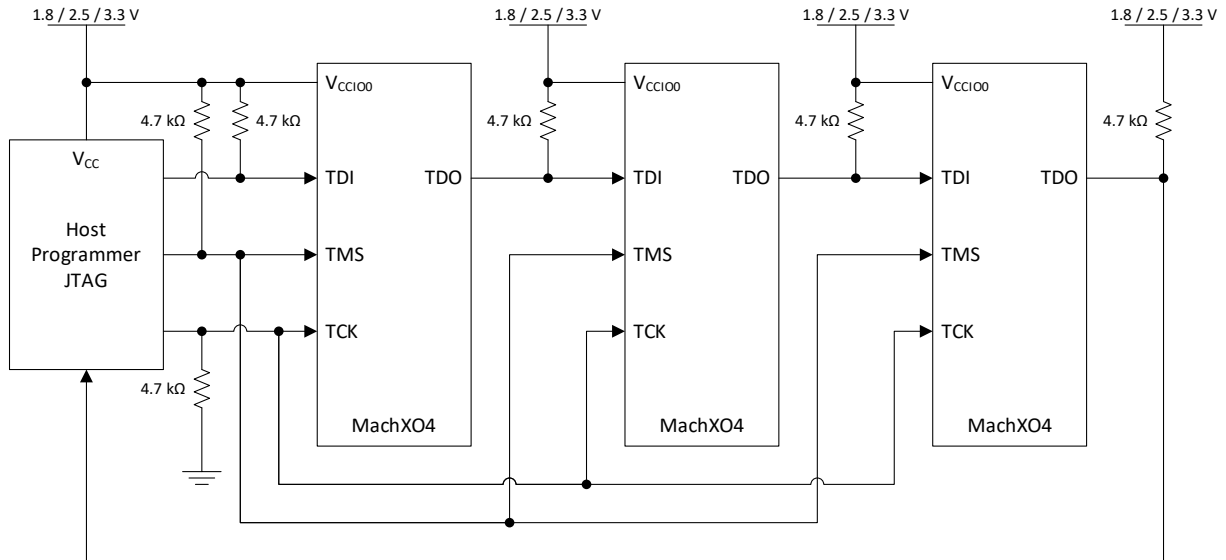 1.8 / 2.5 / 3.3 V
1.8 / 2.5 / 3.3 V
1.8 / 2.5 / 3.3 V
1.8 / 2.5 / 3.3 V
VCCIO0
VCCIO0
VCCIO0
4.7 kΩ
4.7 kΩ
4.7 kΩ
4.7 kΩ
4.7 kΩ
VCC
TDI
TDO
TDI
TDO
TDI
TDO
Host
Programmer
JTAG
TMS
TMS
TMS
TCK
TCK
TCK
4.7 kΩ
MachXO4
MachXO4
MachXO4